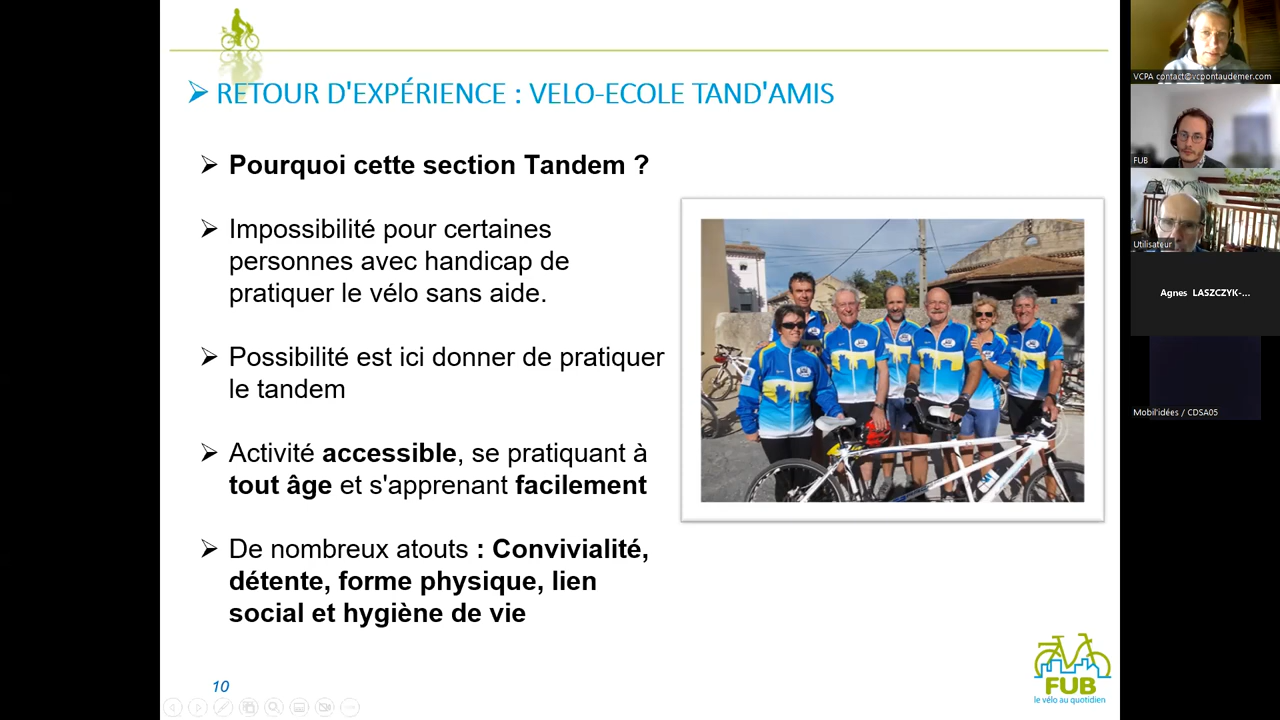 RETOUR D'EXPÉRIENCE : VELO-ECOLE TAND'AMIS
Pourquoi cette section Tandem ?
Impossibilité pour certaines
personnes avec handicap de
pratiquer le vélo sans aide.
Possibilité est ici donner de pratiquer
le tandem
Activité accessible, se pratiquant à
tout âge et s'apprenant facilement
De nombreux atouts : Convivialité,
détente, forme physique, lien
social et hygiène de vie
10
FUB
le vélo au quotidien
VCPA contact@vcpontaudemer.com
FUB
Utilisateur
Agnes LASZCZYK-...
Mobil'idées / CDSA05